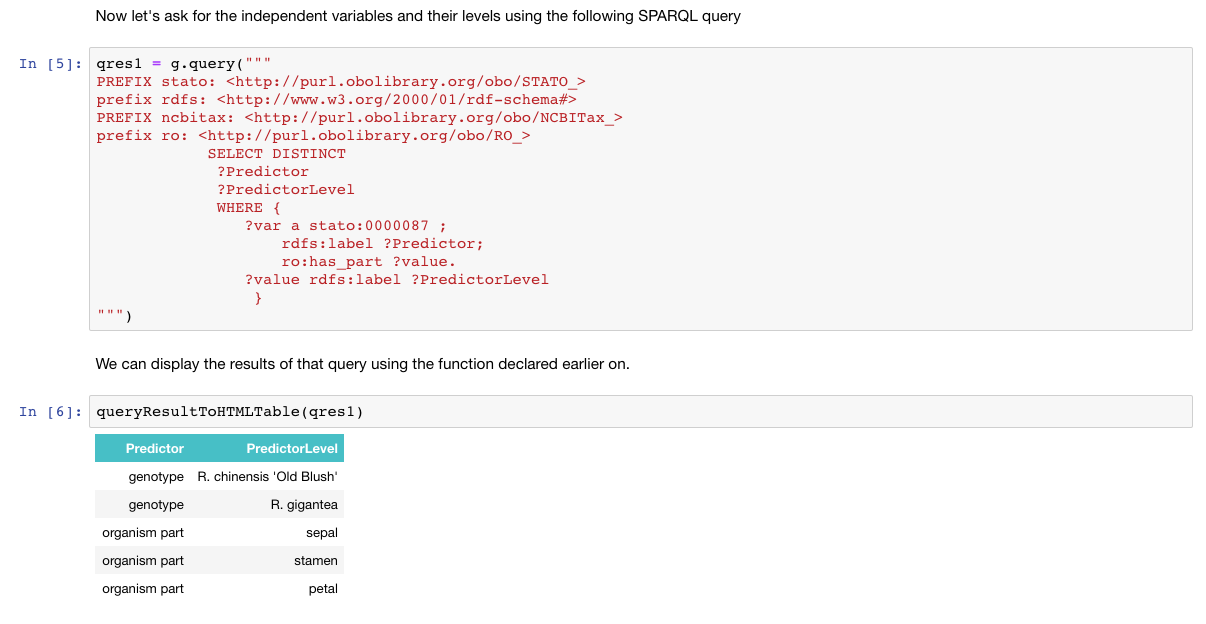 Now let's ask for the independent variables and their levels using the following SPARQL query
In [5]: qres1 = g.query("""
PREFIX stato: <http://purl.obolibrary.org/obo/STATO_>
prefix rdfs: <http://www.w3.org/2000/01/rdf-schema#>
PREFIX ncbitax: <http://purl.obolibrary.org/obo/NCBITax_>
prefix ro: <http://purl.obolibrary.org/obo/RO_>
SELECT DISTINCT
?Predictor
?PredictorLevel
WHERE {
?var a stato:0000087 ;
rdfs:label ?Predictor;
ro:has_part ?value.
?value rdfs:label ?PredictorLevel
}
""")
We can display the results of that query using the function declared earlier on.
In [6]: queryResultToHTMLTable(qres1)
Predictor PredictorLevel
genotype R. chinensis 'Old Blush'
genotype R. gigantea
organism part sepal
organism part stamen
organism part petal